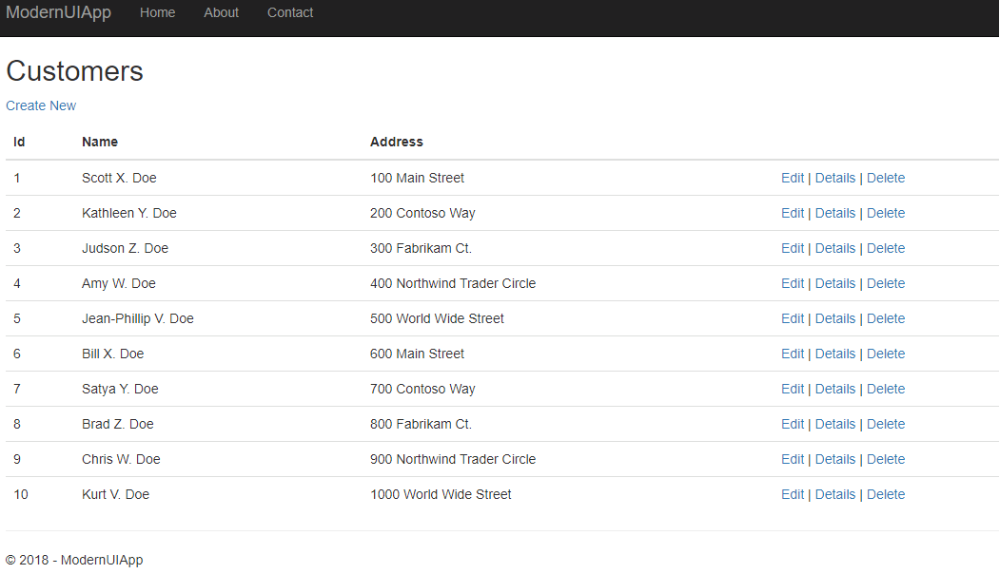 ModernUIApp Home About Contact
Customers
Create New
Id Name Address
1 Scott X. Doe 100 Main Street Edit | Details | Delete
2 Kathleen Y. Doe 200 Contoso Way Edit | Details | Delete
3 Judson Z. Doe 300 Fabrikam Ct. Edit | Details | Delete
4 Amy W. Doe 400 Northwind Trader Circle Edit | Details | Delete
5 Jean-Phillip V. Doe 500 World Wide Street Edit | Details | Delete
6 Bill X. Doe 600 Main Street Edit | Details | Delete
7 Satya Y. Doe 700 Contoso Way Edit | Details | Delete
8 Brad Z. Doe 800 Fabrikam Ct. Edit | Details | Delete
9 Chris W. Doe 900 Northwind Trader Circle Edit | Details | Delete
10 Kurt V. Doe 1000 World Wide Street Edit | Details | Delete
© 2018 - ModernUIApp